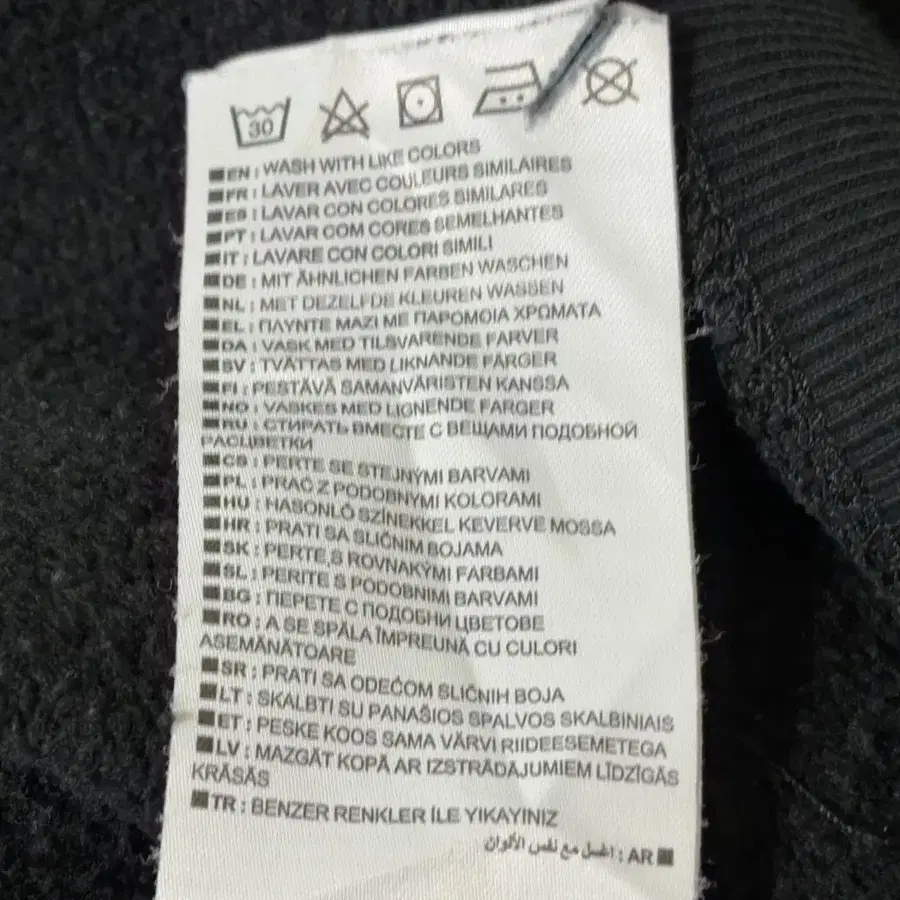 30
EN : WASH WITH LIKE COLORS
FR : LAVER AVEC COULEURS SIMILAIRES
ES : LAVAR CON COLORES SIMILARES
PT : LAVAR COM CORES SEMELHANTES
IT : LAVARE CON COLORI SIMILI
DE : MIT ÄHNLICHEN FARBEN WASCHEN
NL : MET DEZELFDE KLEUREN WASSEN
EL : ΠΛΥΝΤΕ ΜΑΖΙ ΜΕ ΠΑΡΟΜΟΙΑ ΧΡΩΜΑΤΑ
DA : VASK MED TILSVARENDE FARVER
SV : TVÄTTAS MED LIKNANDE FÄRGER
FI : PESTÄVÄ SAMANVÄRISTEN KANSSA
NO : VASKES MED LIGNENDE FARGER
RU : СТИРАТЬ ВМЕСТЕ С ВЕЩАМИ ПОДОБНОЙ
РАСЦВЕТКИ
CS : PERTE SE STEJNÝMI BARVAMI
PL : PRAĆ Z PODOBNYMI KOLORAMI
HU : HASONLÓ SZÍNEKKEL KEVERVE MOSSA
HR : PRATI SA SLIČNIM BOJAMA
SK : PERTE S ROVNAKÝMI FARBAMI
SL : PERITE S PODOBNIMI BARVAMI
BG : ПЕРЕТЕ С ПОДОБНИ ЦВЕТОВЕ
RO : A SE SPĂLA ÎMPREUNĂ CU CULORI
ASEMĂNĂTOARE
SR : PRATI SA ODEĆOM SLIČNIH BOJA
LT : SKALBTI SU PANAŠIOS SPALVOS SKALBINIAIS
ET : PESKE KOOS SAMA VÄRVI RIIDEESEMETEGA
LV : MAZGĀT KOPĀ AR IZSTRĀDĀJUMIEM LĪDZĪGĀS
KRĀSĀS
TR : BENZER RENKLER İLE YIKAYINIZ
AR : اغسل مع نفس الألوان